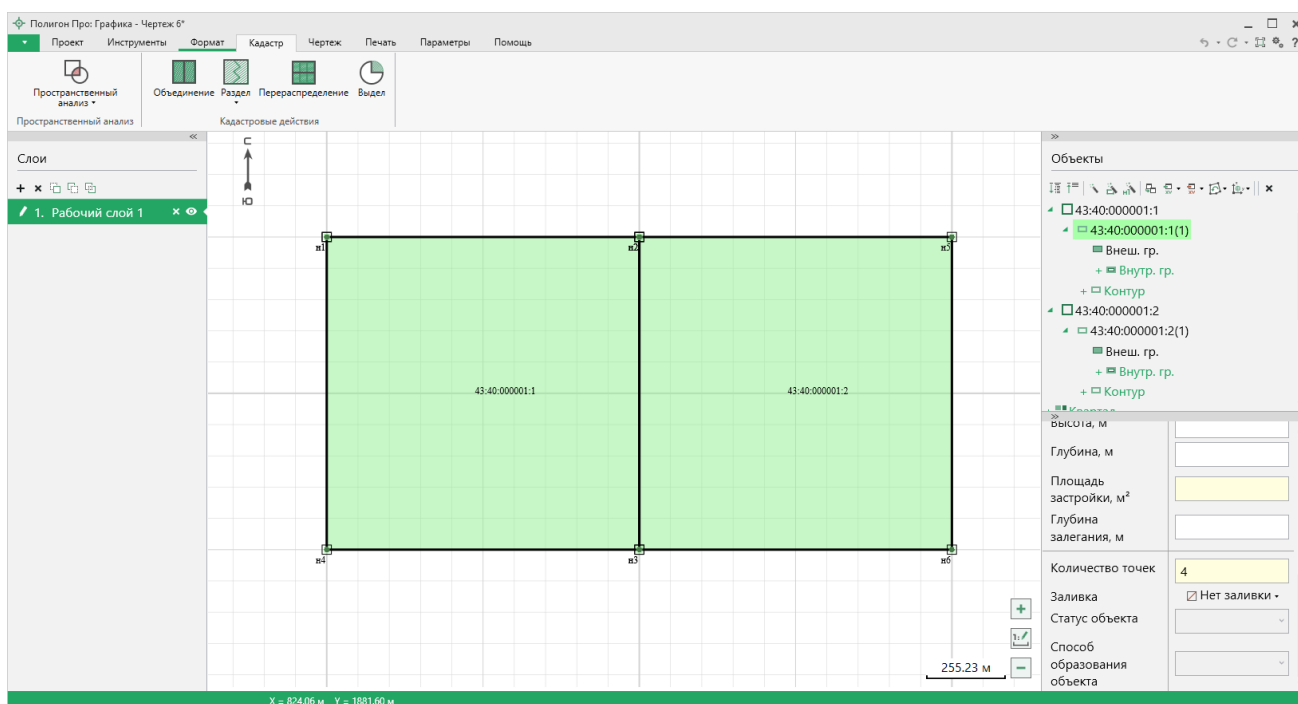 Полигон Про: Графика - Чертеж 6*
Проект Инструменты Формат Кадастр Чертеж Печать Параметры Помощь
Пространственный
анализ
Объединение Раздел Перераспределение Выдел
Пространственный анализ
Кадастровые действия
Слои
1. Рабочий слой 1
С
Ю
н1
н2
н5
43:40:000001:1
43:40:000001:2
н4
н3
н6
1:
255.23 м
Объекты
43:40:000001:1
43:40:000001:1(1)
Внеш. гр.
+ Внутр. гр.
+ Контур
43:40:000001:2
43:40:000001:2(1)
Внеш. гр.
+ Внутр. гр.
+ Контур
+ Квартал
Высота, м
Глубина, м
Площадь
застройки, м²
Глубина
залегания, м
Количество точек
4
Заливка
Нет заливки
Статус объекта
Способ
образования
объекта
X = 824.06 м Y = 1881.60 м